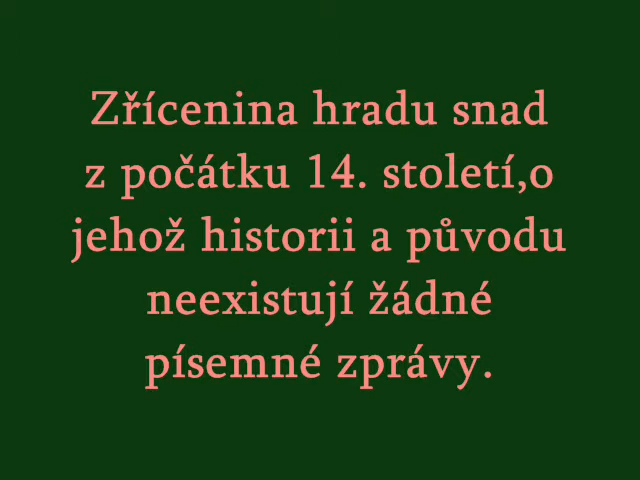 Zřícenina hradu snad
z počátku 14. století,o
jehož historii a původu
neexistují žádné
písemné zprávy.